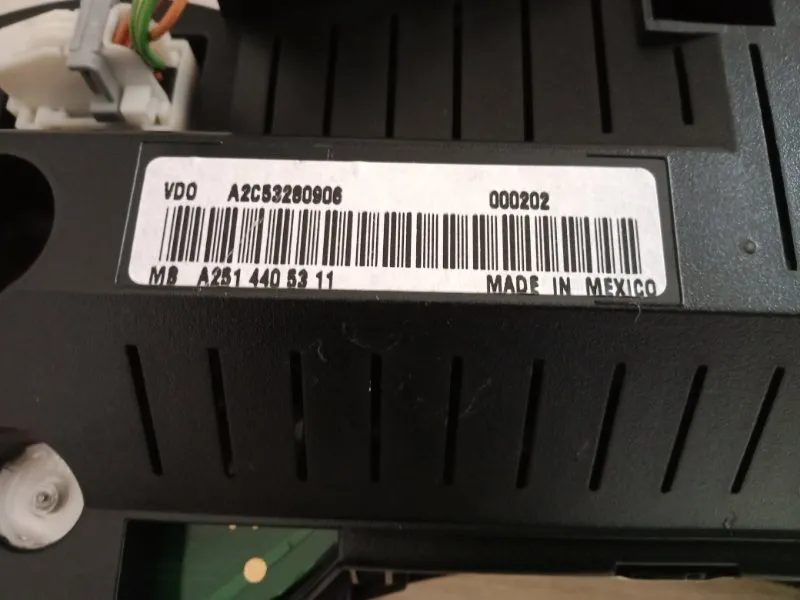 VDO A2C53260906 000202
MB A251 440 53 11 MADE IN MEXICO